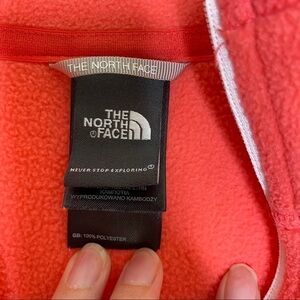 THE NORTH FACE
THE
NORTH
FACE
NEVER STOP EXPLORING
WYPRODUKOWANO KAMBODŻY
GB: 100% POLYESTER